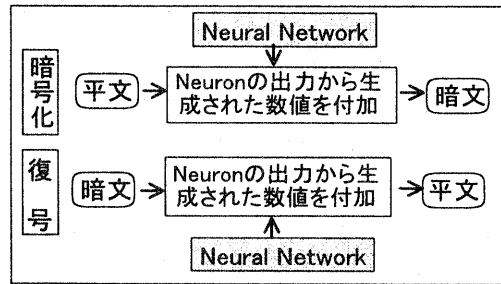 Neural Network
暗号化
平文
Neuronの出力から生
成された数値を付加
暗文
復号
暗文
Neuronの出力から生
成された数値を付加
平文
Neural Network